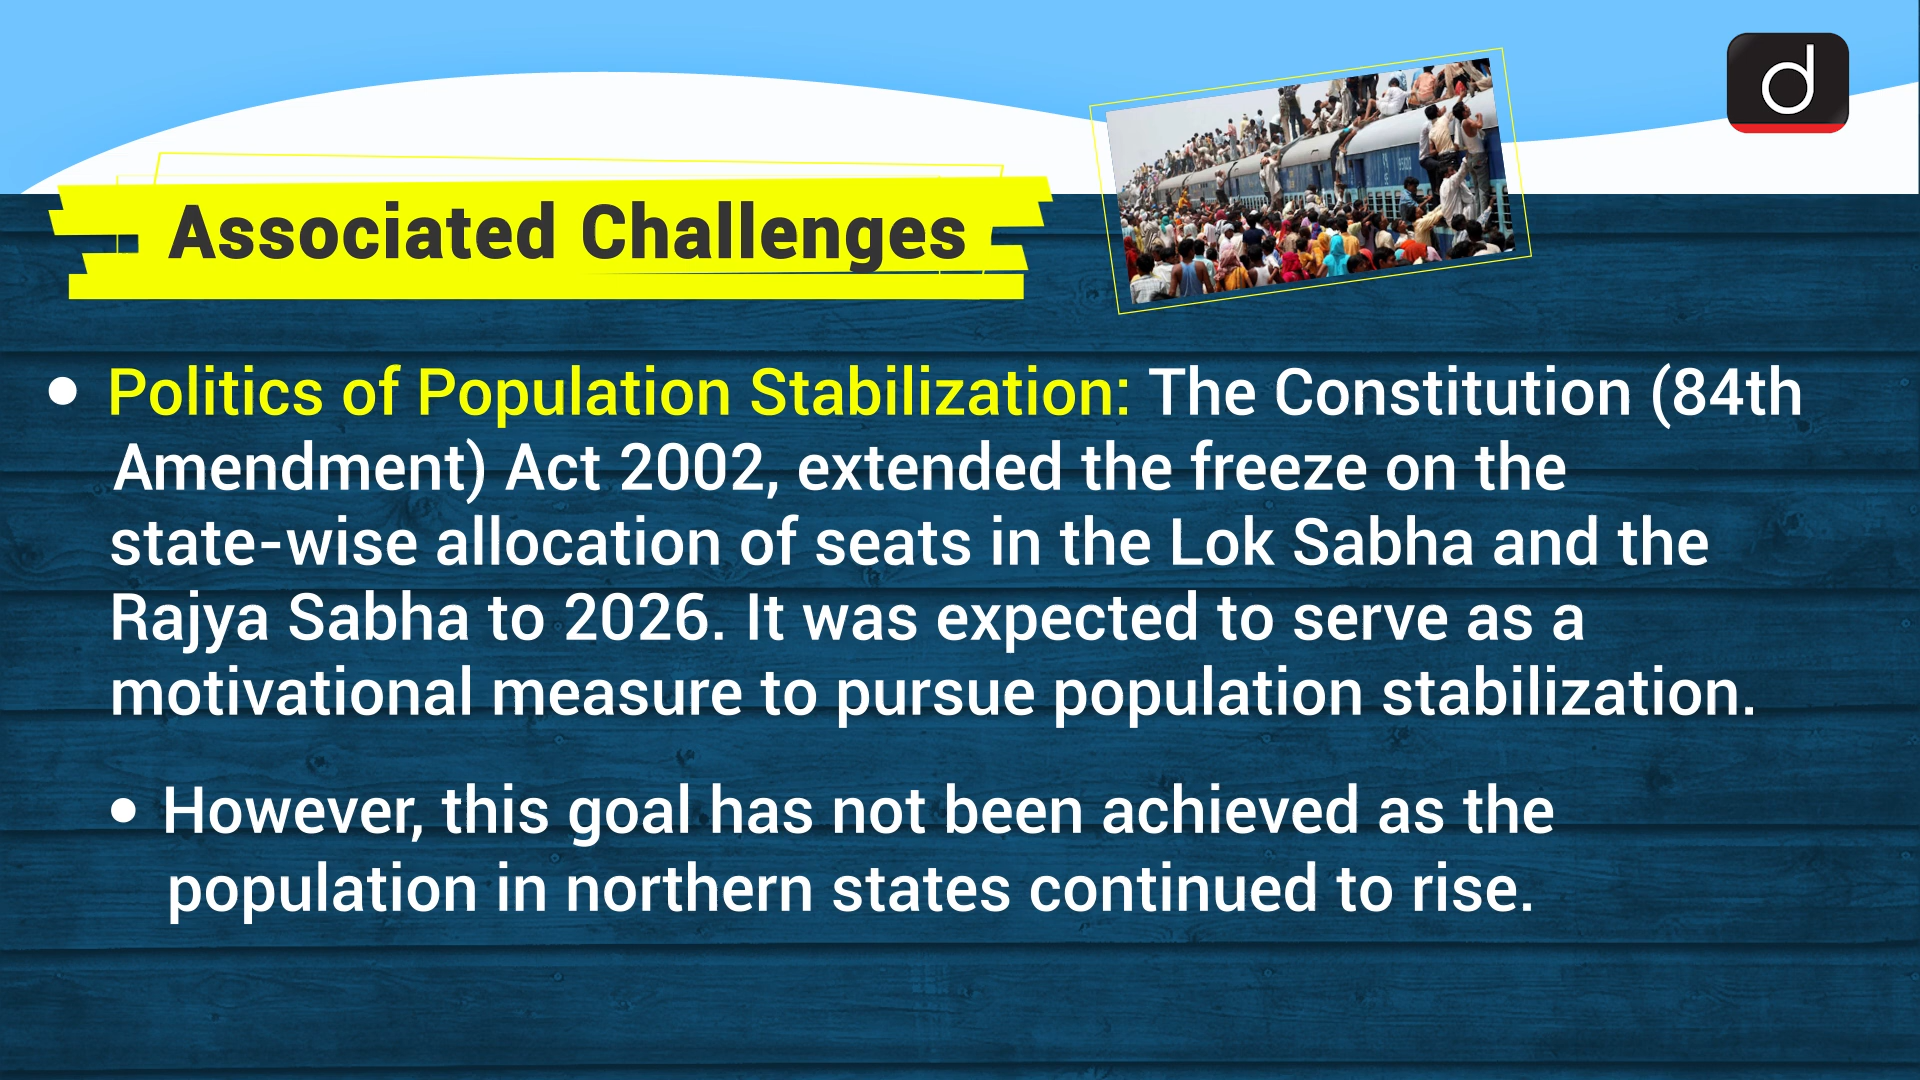 d
Associated Challenges
• Politics of Population Stabilization: The Constitution (84th
Amendment) Act 2002, extended the freeze on the
state-wise allocation of seats in the Lok Sabha and the
Rajya Sabha to 2026. It was expected to serve as a
motivational measure to pursue population stabilization.
• However, this goal has not been achieved as the
population in northern states continued to rise.